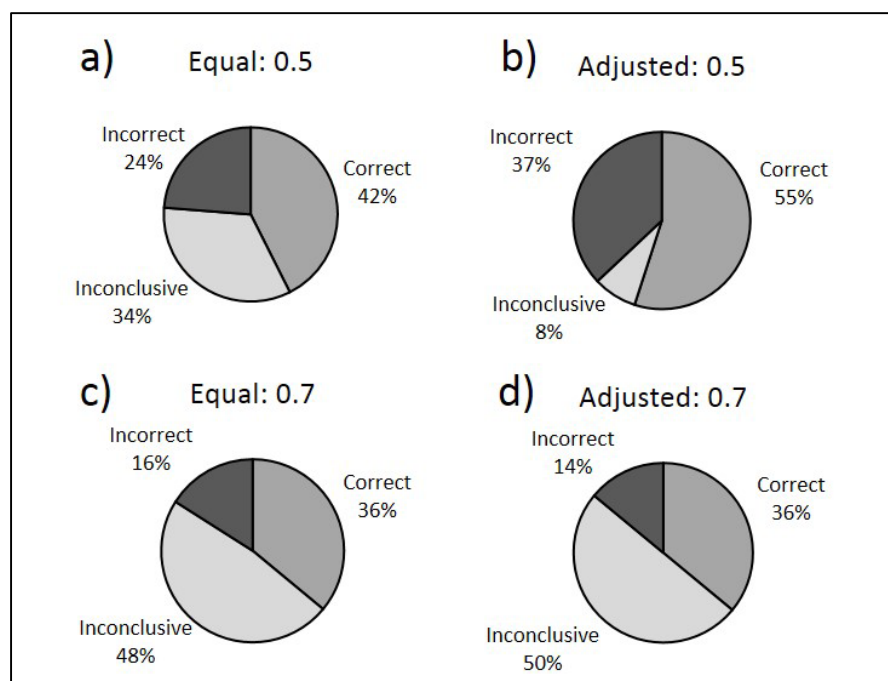 a) Equal: 0.5
Incorrect
24%
Correct
42%
Inconclusive
34%
b) Adjusted: 0.5
Incorrect
37%
Correct
55%
Inconclusive
8%
c) Equal: 0.7
Incorrect
16%
Correct
36%
Inconclusive
48%
d) Adjusted: 0.7
Incorrect
14%
Correct
36%
Inconclusive
50%